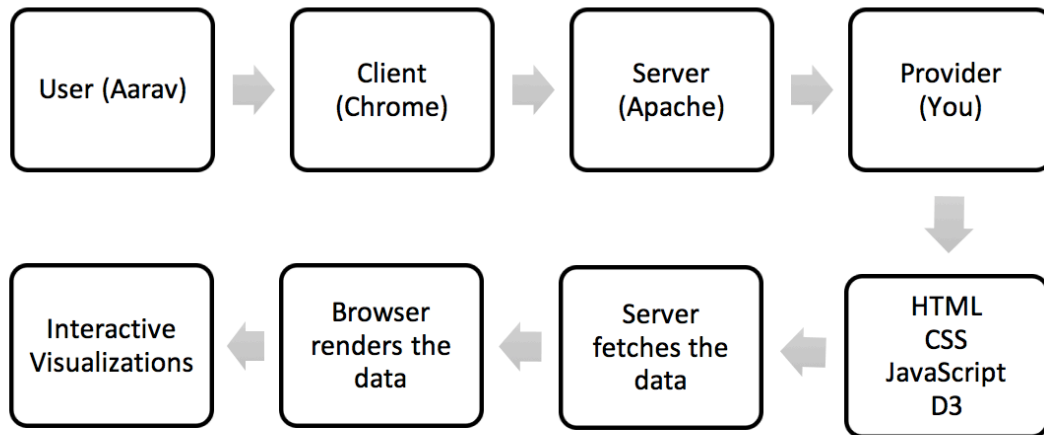 User (Aarav)
Client
(Chrome)
Server
(Apache)
Provider
(You)
Interactive
Visualizations
Browser
renders the
data
Server
fetches the
data
HTML
CSS
JavaScript
D3